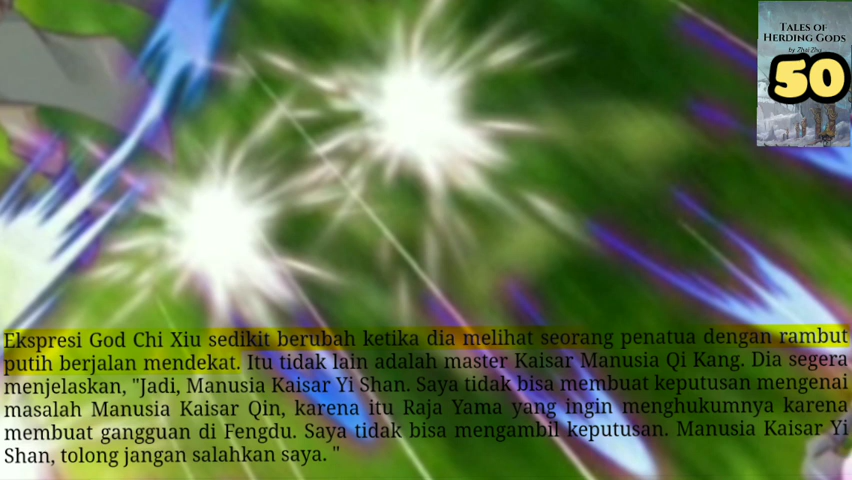 TALES OF
HERDING GODS
by Zhai Zhu
50
Ekspresi God Chi Xiu sedikit berubah ketika dia melihat seorang penatua dengan rambut
putih berjalan mendekat. Itu tidak lain adalah master Kaisar Manusia Qi Kang. Dia segera
menjelaskan, "Jadi, Manusia Kaisar Yi Shan. Saya tidak bisa membuat keputusan mengenai
masalah Manusia Kaisar Qin, karena itu Raja Yama yang ingin menghukumnya karena
membuat gangguan di Fengdu. Saya tidak bisa mengambil keputusan. Manusia Kaisar Yi
Shan, tolong jangan salahkan saya. "